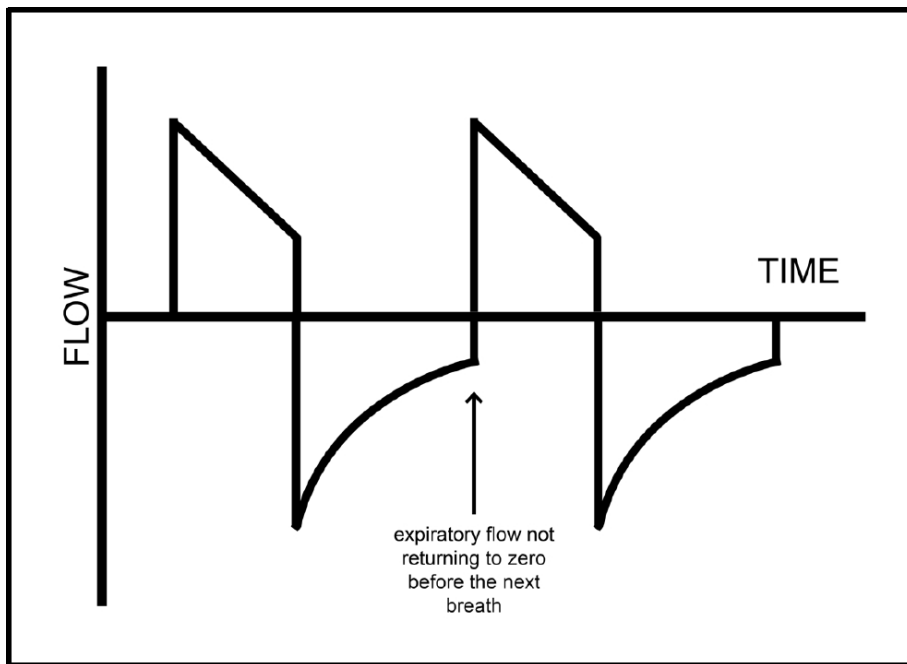 FLOW
TIME
expiratory flow not
returning to zero
before the next
breath